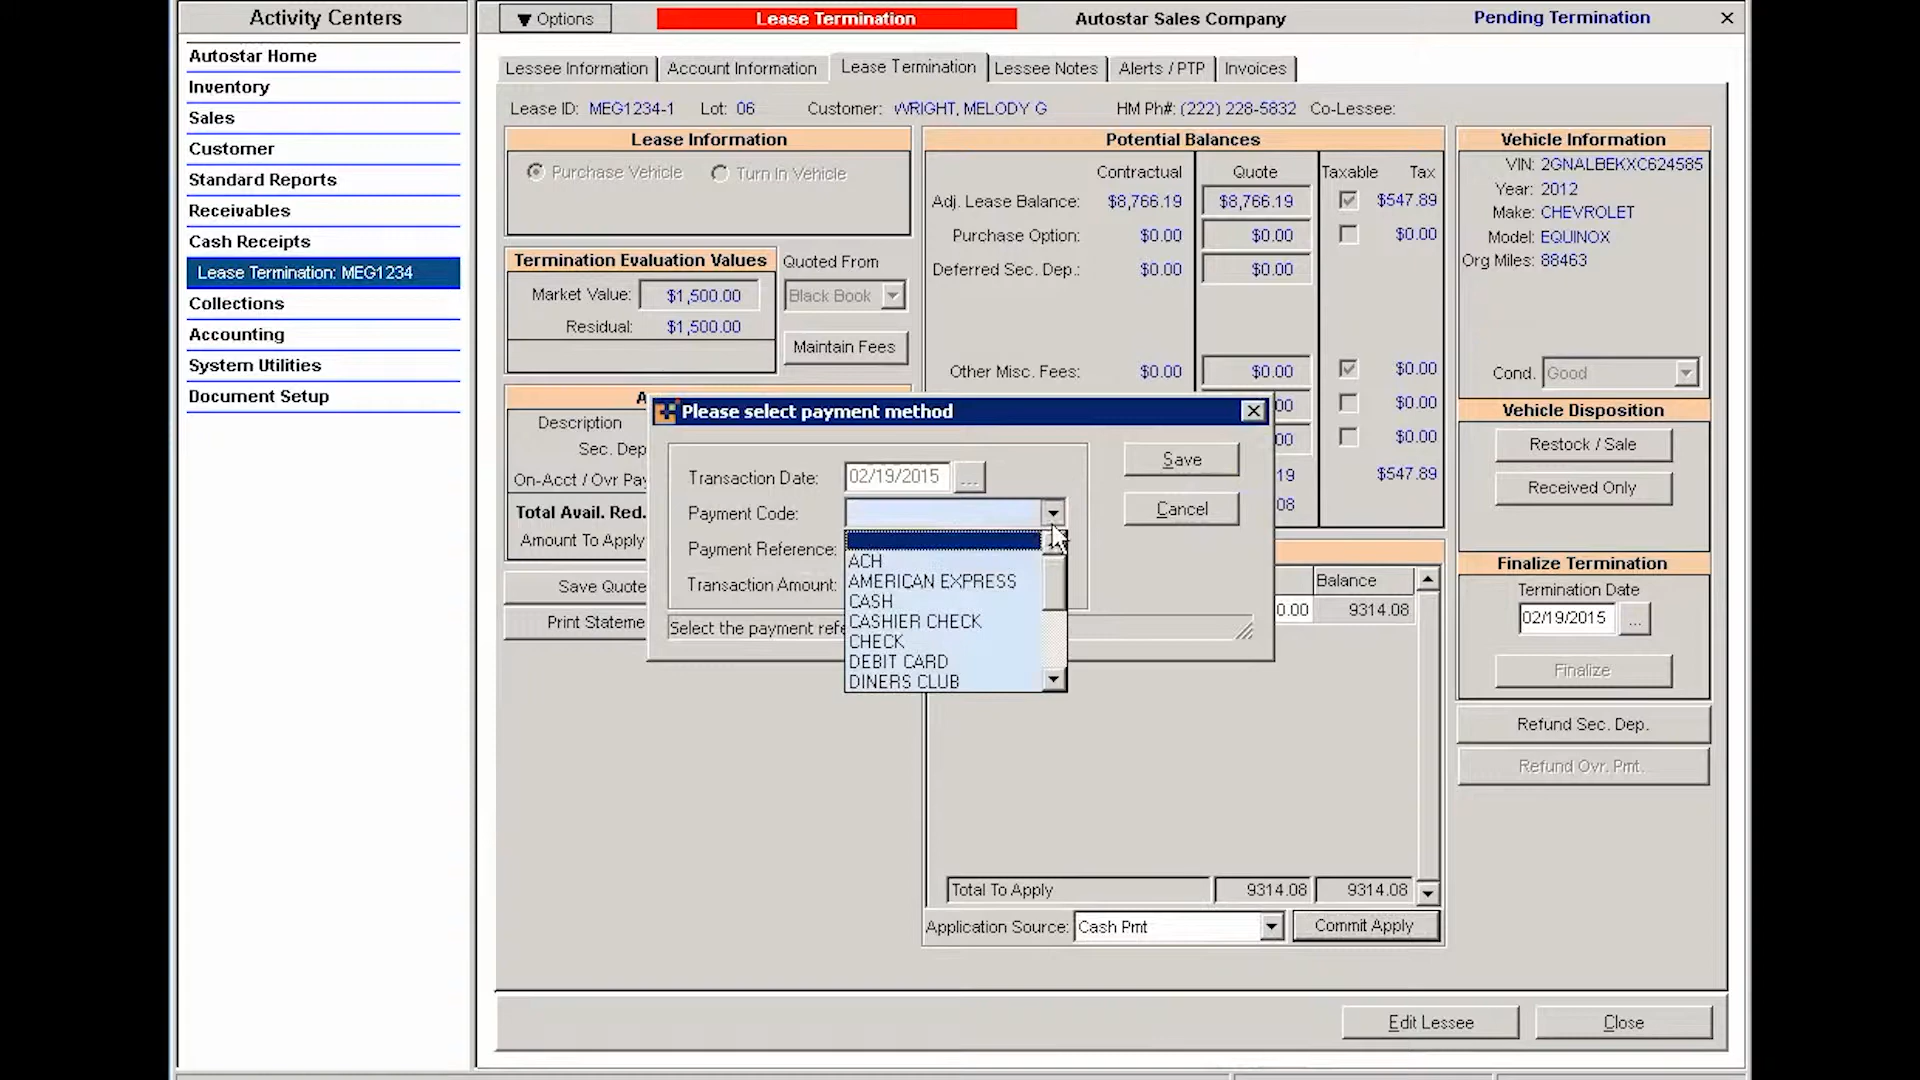 Activity Centers
Autostar Home
Inventory
Sales
Customer
Standard Reports
Receivables
Cash Receipts
Lease Termination: MEG1234
Collections
Accounting
System Utilities
Document Setup
▼ Options
Lease Termination
Autostar Sales Company
Pending Termination
Lessee Information
Account Information
Lease Termination
Lessee Notes
Alerts / PTP
Invoices
Lease ID: MEG1234-1 Lot: 06 Customer: WRIGHT, MELODY G HM Ph#: (222) 228-5832 Co-Lessee:
Lease Information
Purchase Vehicle Turn In Vehicle
Termination Evaluation Values
Market Value: $1,500.00
Residual: $1,500.00
Quoted From
Black Book
Maintain Fees
Description
Sec. Dep
On-Acct / Ovr Pay
Total Avail. Red.
Amount To Apply
Save Quote
Print Stateme
Potential Balances
Contractual Quote Taxable Tax
Adj. Lease Balance: $8,766.19 $8,766.19 $547.89
Purchase Option: $0.00 $0.00 $0.00
Deferred Sec. Dep.: $0.00 $0.00
Other Misc. Fees: $0.00 $0.00 $0.00
00 $0.00
00 $0.00
19 $547.89
08
Balance
0.00 9314.08
Total To Apply 9314.08 9314.08
Application Source: Cash Pmt Commit Apply
Please select payment method
Transaction Date: 02/19/2015 ...
Payment Code:
Payment Reference:
Transaction Amount:
Select the payment refe
Save
Cancel
ACH
AMERICAN EXPRESS
CASH
CASHIER CHECK
CHECK
DEBIT CARD
DINERS CLUB
Vehicle Information
VIN: 2GNALBEKXC624585
Year: 2012
Make: CHEVROLET
Model: EQUINOX
Org Miles: 88463
Cond. Good
Vehicle Disposition
Restock / Sale
Received Only
Finalize Termination
Termination Date
02/19/2015 ...
Finalize
Refund Sec. Dep.
Refund Ovr. Pmt.
Edit Lessee
Close